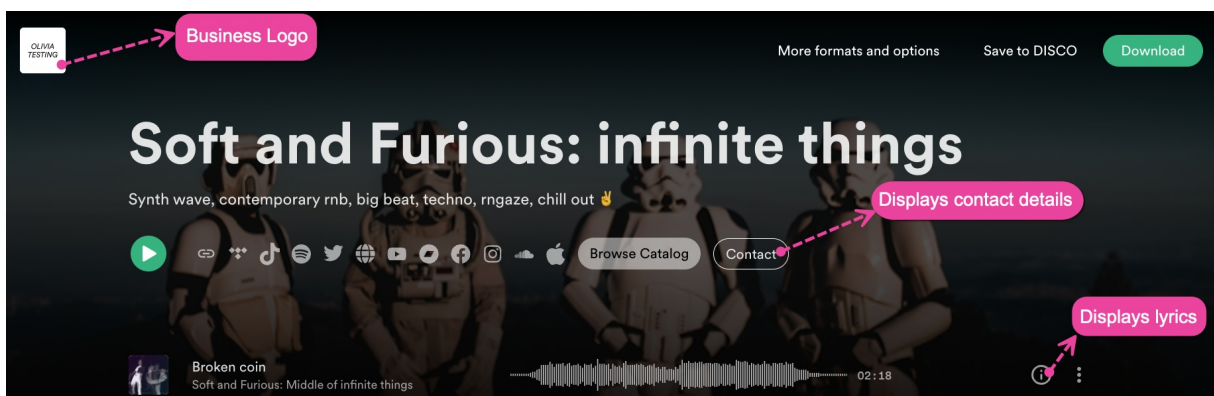 OLIVIA
TESTING
Business Logo
More formats and options
Save to DISCO
Download
Soft and Furious: infinite things
Synth wave, contemporary rnb, big beat, techno, rngaze, chill out ✌️
Displays contact details
Browse Catalog
Contact
Displays lyrics
Broken coin
Soft and Furious: Middle of infinite things
02:18